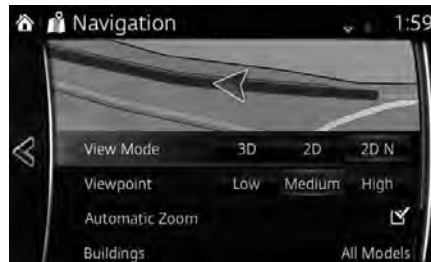 Navigation 1:59
View Mode 3D 2D 2D N
Viewpoint Low Medium High
Automatic Zoom
Buildings All Models